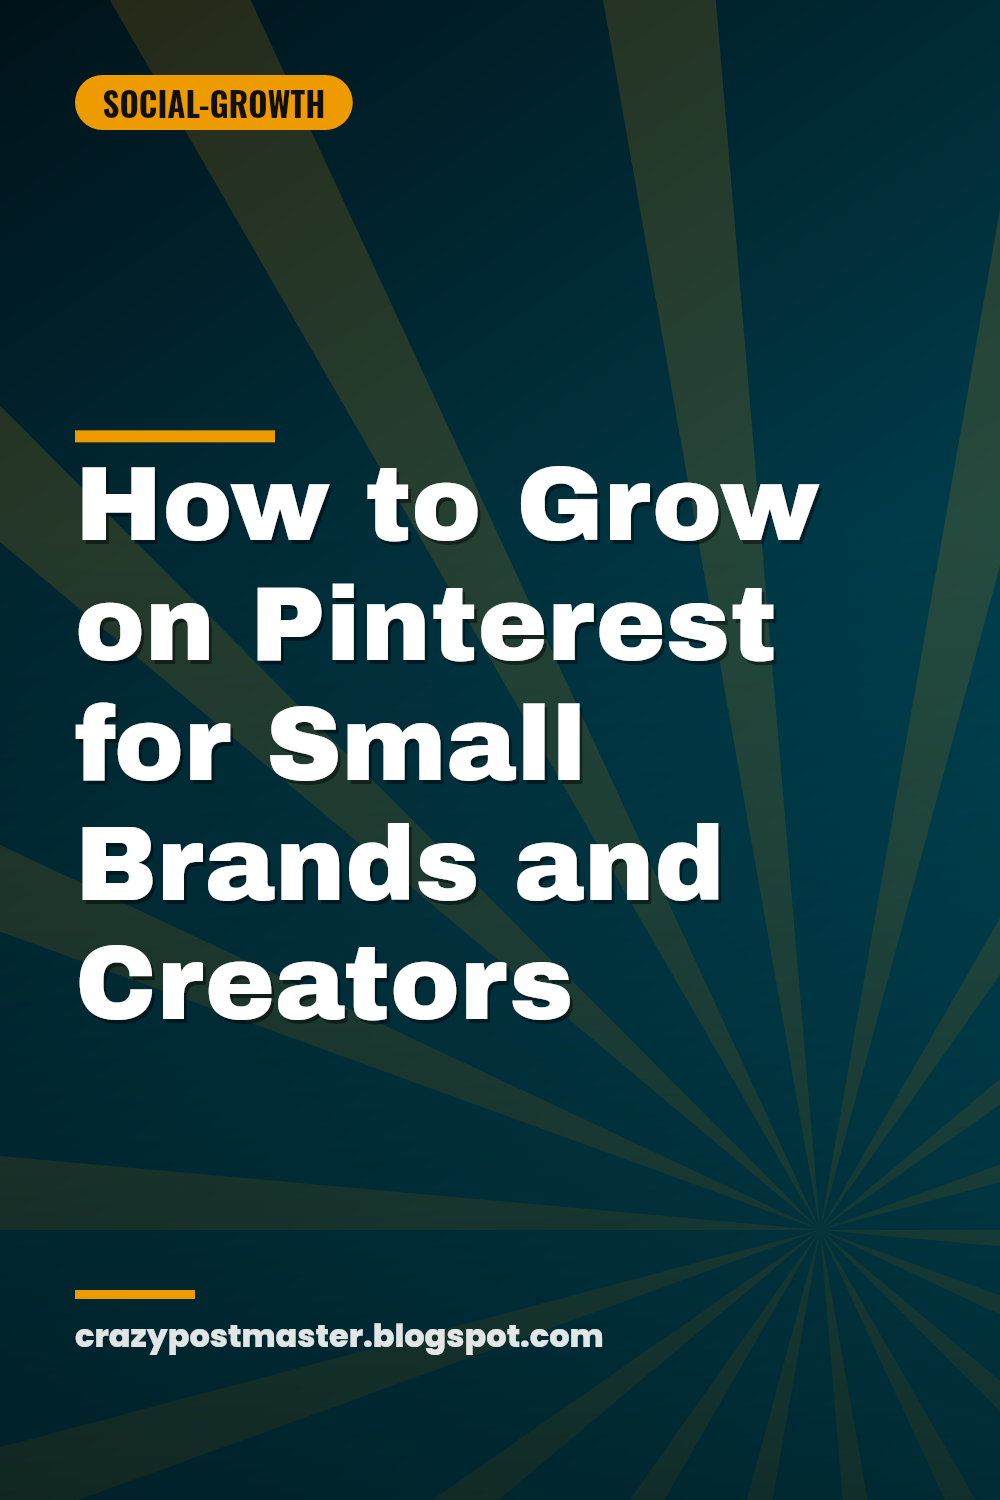 SOCIAL-GROWTH
How to Grow
on Pinterest
for Small
Brands and
Creators
crazypostmaster.blogspot.com